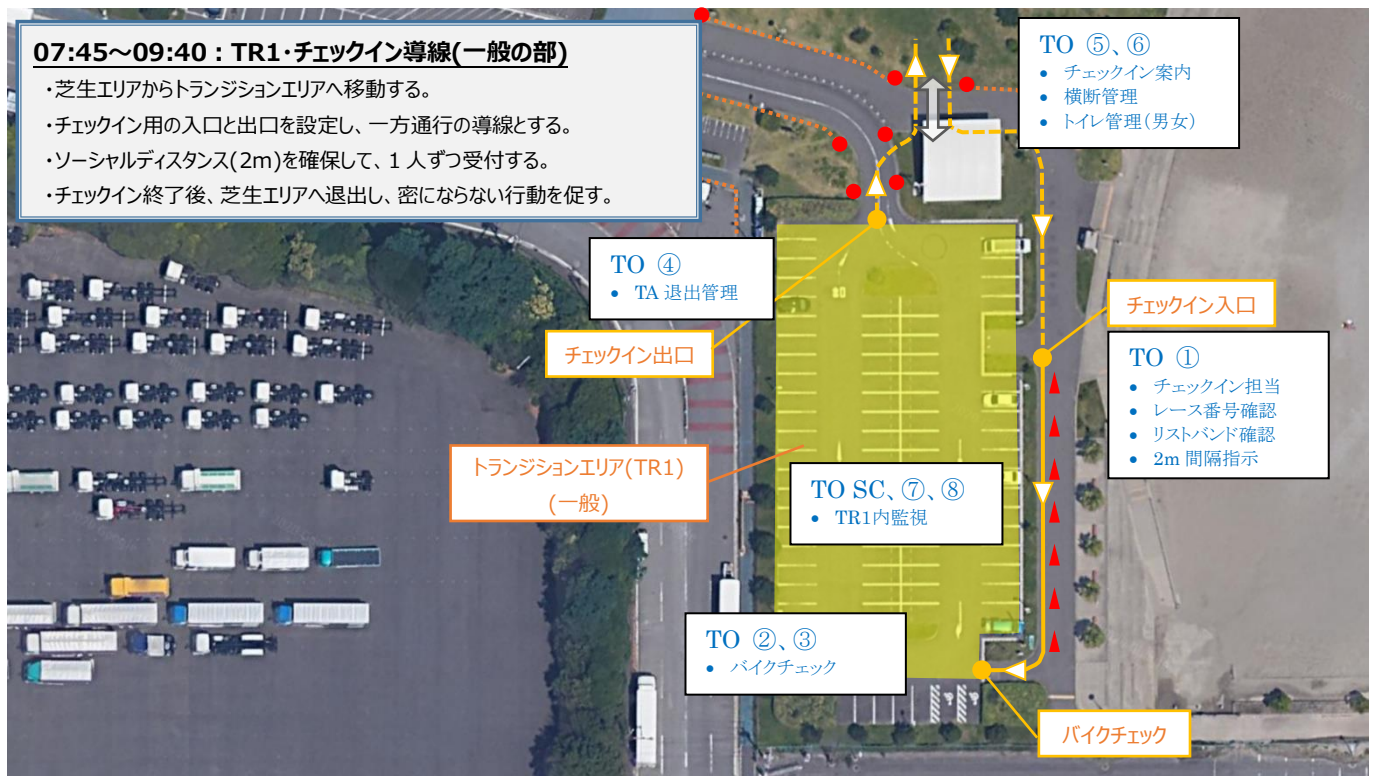 07:45～09:40：TR1・チェックイン導線(一般の部)
・芝生エリアからトランジションエリアへ移動する。
・チェックイン用の入口と出口を設定し、一方通行の導線とする。
・ソーシャルディスタンス(2m)を確保して、1人ずつ受付する。
・チェックイン終了後、芝生エリアへ退出し、密にならない行動を促す。
TO ⑤、⑥
• チェックイン案内
• 横断管理
• トイレ管理(男女)
TO ④
• TA 退出管理
チェックイン出口
チェックイン入口
TO ①
• チェックイン担当
• レース番号確認
• リストバンド確認
• 2m 間隔指示
トランジションエリア(TR1)
(一般)
TO SC、⑦、⑧
• TR1内監視
TO ②、③
• バイクチェック
バイクチェック